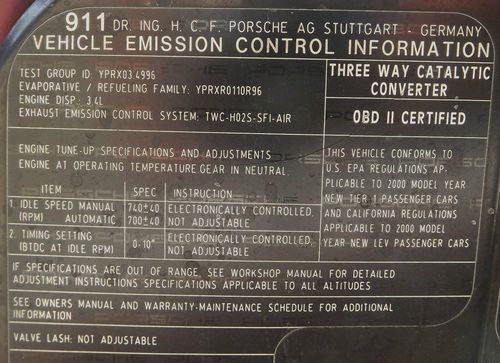 911 DR. ING. H. C. F. PORSCHE AG STUTTGART - GERMANY
VEHICLE EMISSION CONTROL INFORMATION
TEST GROUP ID: YPRX03.4996
EVAPORATIVE / REFUELING FAMILY: YPRXR0110R96
ENGINE DISP.: 3.4L
EXHAUST EMISSION CONTROL SYSTEM: TWC-HO2S-SFI-AIR
THREE WAY CATALYTIC
CONVERTER
OBD II CERTIFIED
ENGINE TUNE-UP SPECIFICATIONS AND ADJUSTMENTS
ENGINE AT OPERATING TEMPERATURE,GEAR IN NEUTRAL.
ITEM SPEC INSTRUCTION
1. IDLE SPEED MANUAL 740±40 ELECTRONICALLY CONTROLLED,
(RPM) AUTOMATIC 700±40 NOT ADJUSTABLE
2. TIMING SETTING ELECTRONICALLY CONTROLLED,
(BTDC AT IDLE RPM) 0-10° NOT ADJUSTABLE
THIS VEHICLE CONFORMS TO
U.S. EPA REGULATIONS AP-
PLICABLE TO 2000 MODEL YEAR
NEW TIER 1 PASSENGER CARS
AND CALIFORNIA REGULATIONS
APPLICABLE TO 2000 MODEL
YEAR NEW LEV PASSENGER CARS
IF SPECIFICATIONS ARE OUT OF RANGE, SEE WORKSHOP MANUAL FOR DETAILED
ADJUSTMENT INSTRUCTIONS SPECIFICATIONS APPLICABLE TO ALL ALTITUDES
SEE OWNERS MANUAL AND WARRANTY-MAINTENANCE SCHEDULE FOR ADDITIONAL
INFORMATION
VALVE LASH: NOT ADJUSTABLE